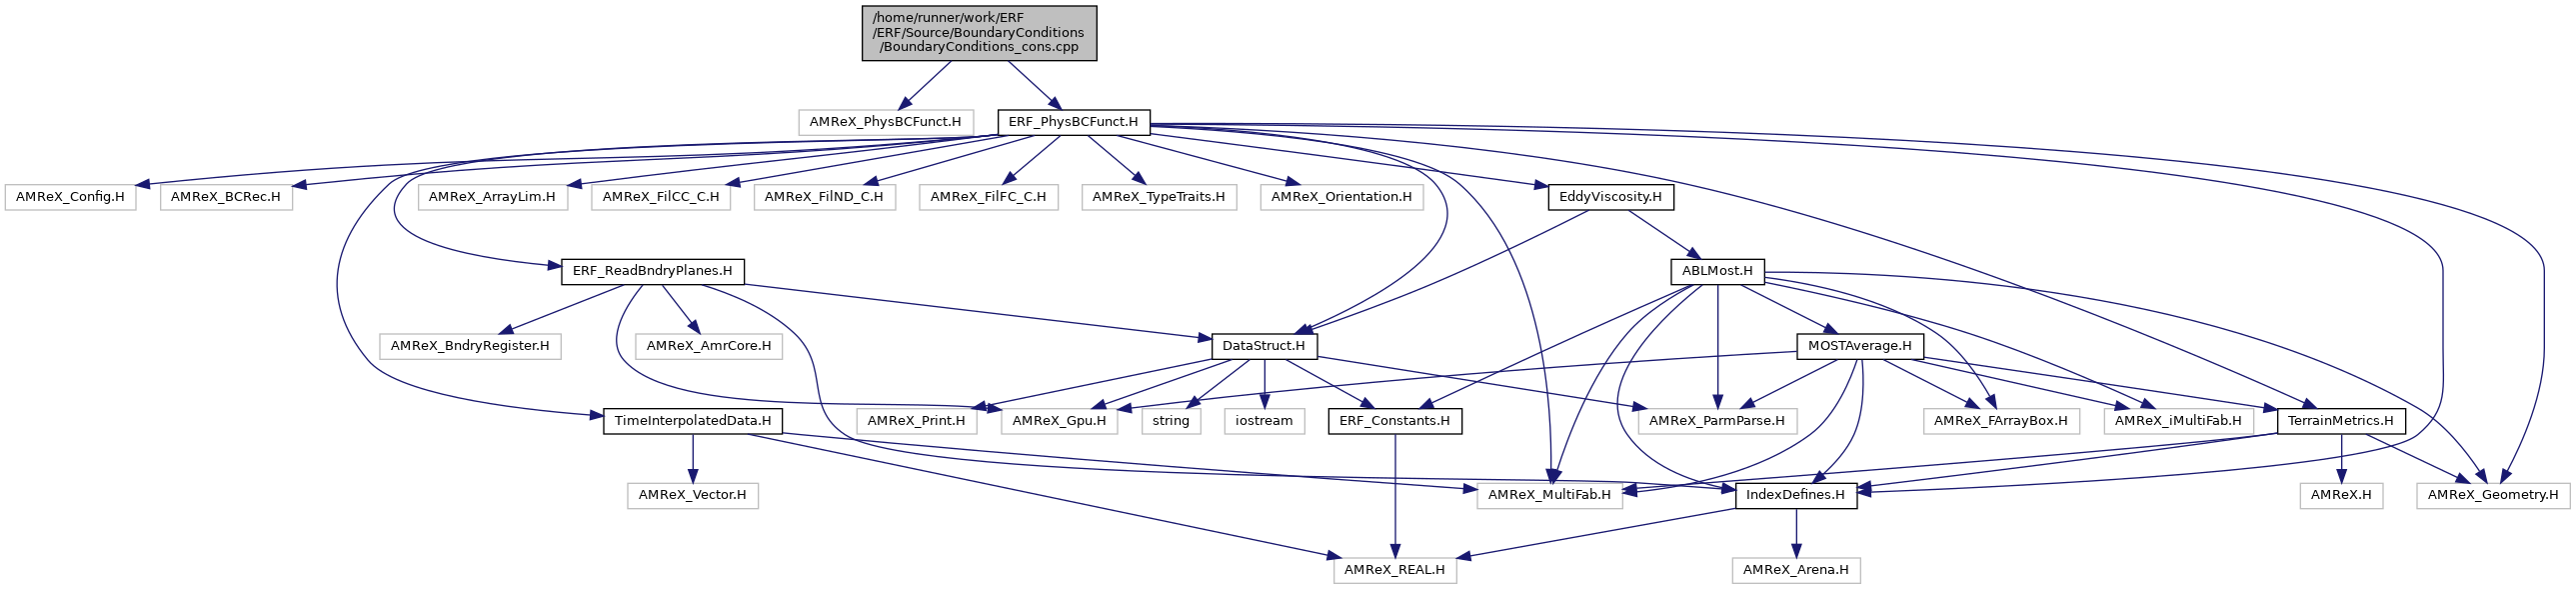 /home/runner/work/ERF
/ERF/Source/BoundaryConditions
/BoundaryConditions_cons.cpp
AMReX_PhysBCFunct.H
ERF_PhysBCFunct.H
AMReX_Config.H
AMReX_BCRec.H
AMReX_ArrayLim.H
AMReX_FilCC_C.H
AMReX_FilND_C.H
AMReX_FilFC_C.H
AMReX_TypeTraits.H
AMReX_Orientation.H
EddyViscosity.H
ERF_ReadBndryPlanes.H
ABLMost.H
AMReX_BndryRegister.H
AMReX_AmrCore.H
DataStruct.H
MOSTAverage.H
TimeInterpolatedData.H
AMReX_Print.H
AMReX_Gpu.H
string
iostream
ERF_Constants.H
AMReX_ParmParse.H
AMReX_FArrayBox.H
AMReX_iMultiFab.H
TerrainMetrics.H
AMReX_Vector.H
AMReX_MultiFab.H
IndexDefines.H
AMReX.H
AMReX_Geometry.H
AMReX_REAL.H
AMReX_Arena.H